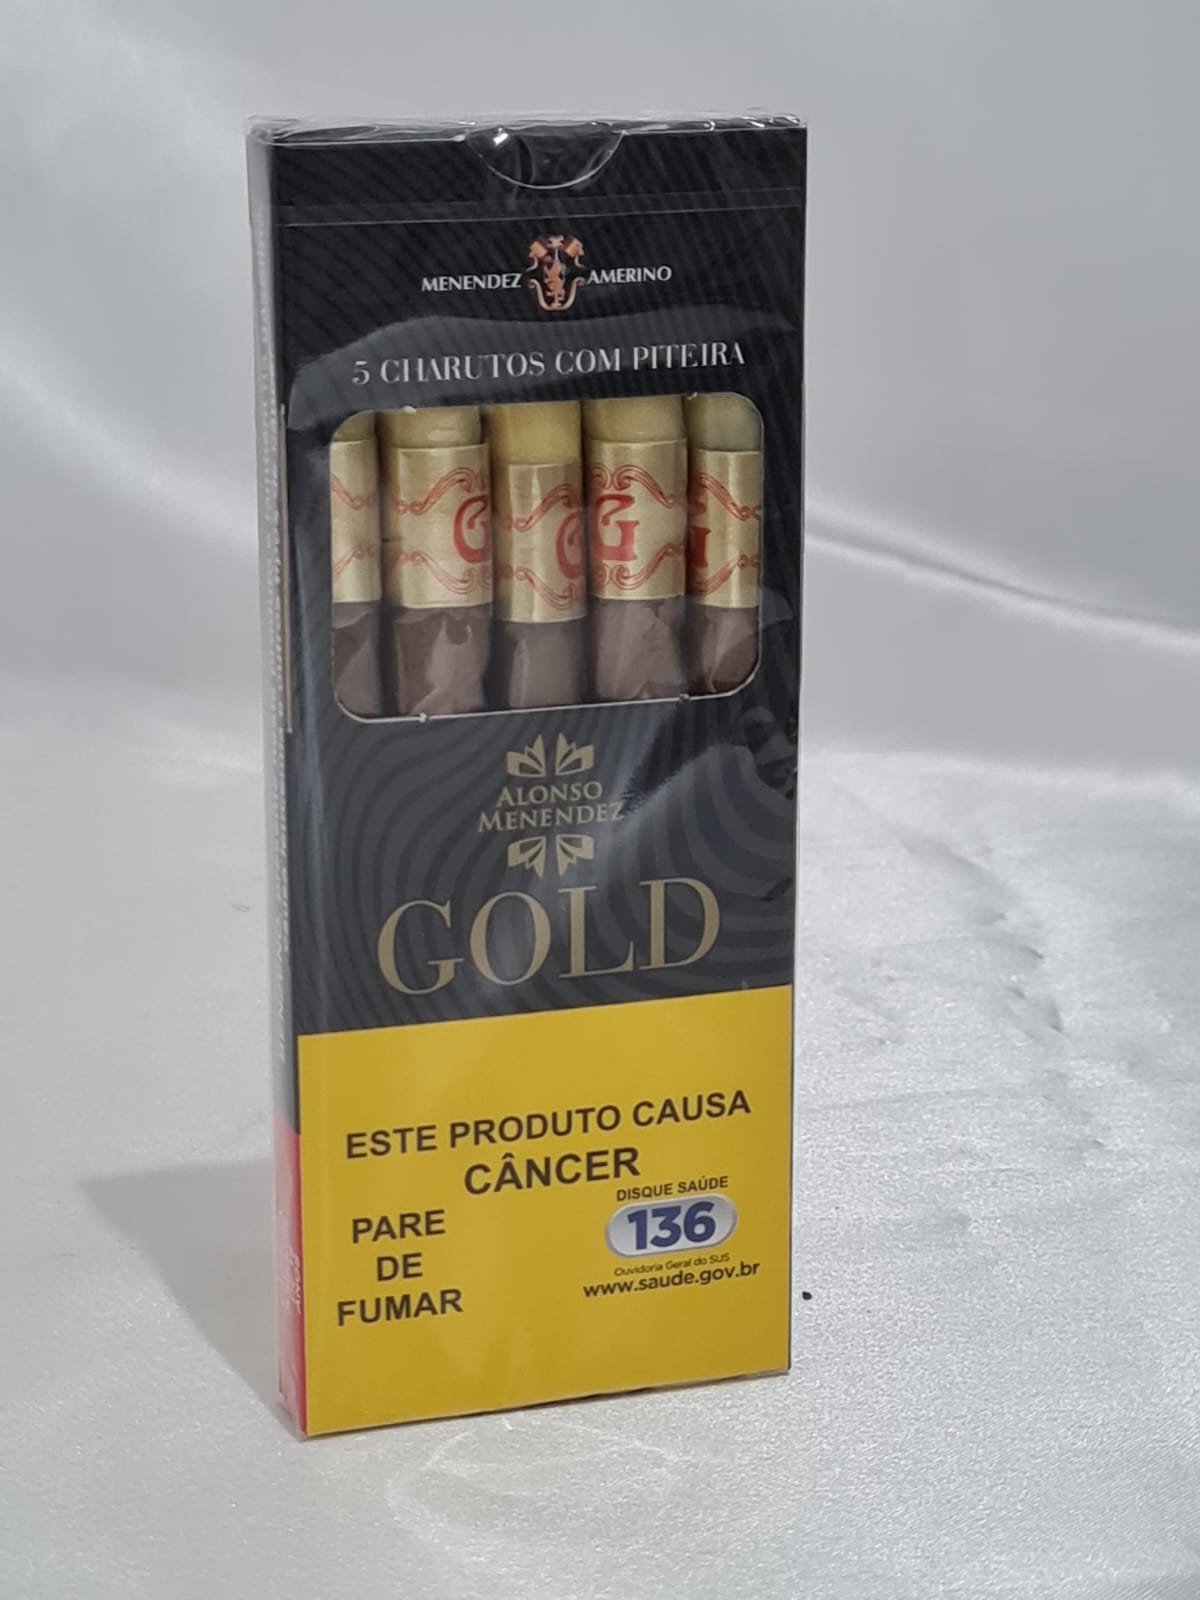 MENENDEZ AMERINO
5 CHARUTOS COM PITEIRA
G
G
G
ALONSO
MENENDEZ
GOLD
ESTE PRODUTO CAUSA
CÂNCER
PARE
DE
FUMAR
DISQUE SAÚDE
136
Ouvidoria Geral do SUS
www.saude.gov.br